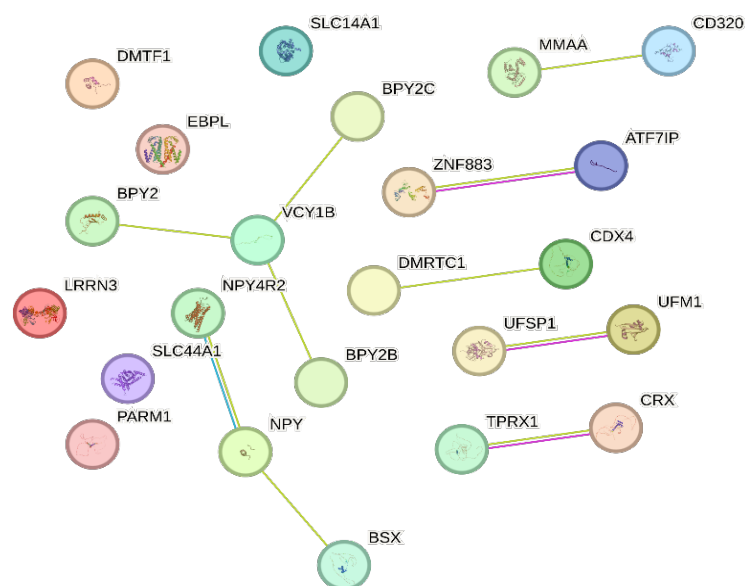 SLC14A1
CD320
MMAA
DMTF1
BPY2C
EBPL
ATF7IP
ZNF883
BPY2
VCY1B
CDX4
DMRTC1
LRRN3
NPY4R2
UFM1
UFSP1
SLC44A1
BPY2B
CRX
PARM1
NPY
TPRX1
BSX